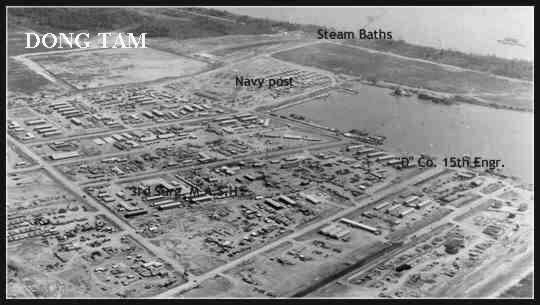 DONG TAM
Steam Baths
Navy post
"D" Co. 15th Engr.
3rd Surg. M.A.S.H.